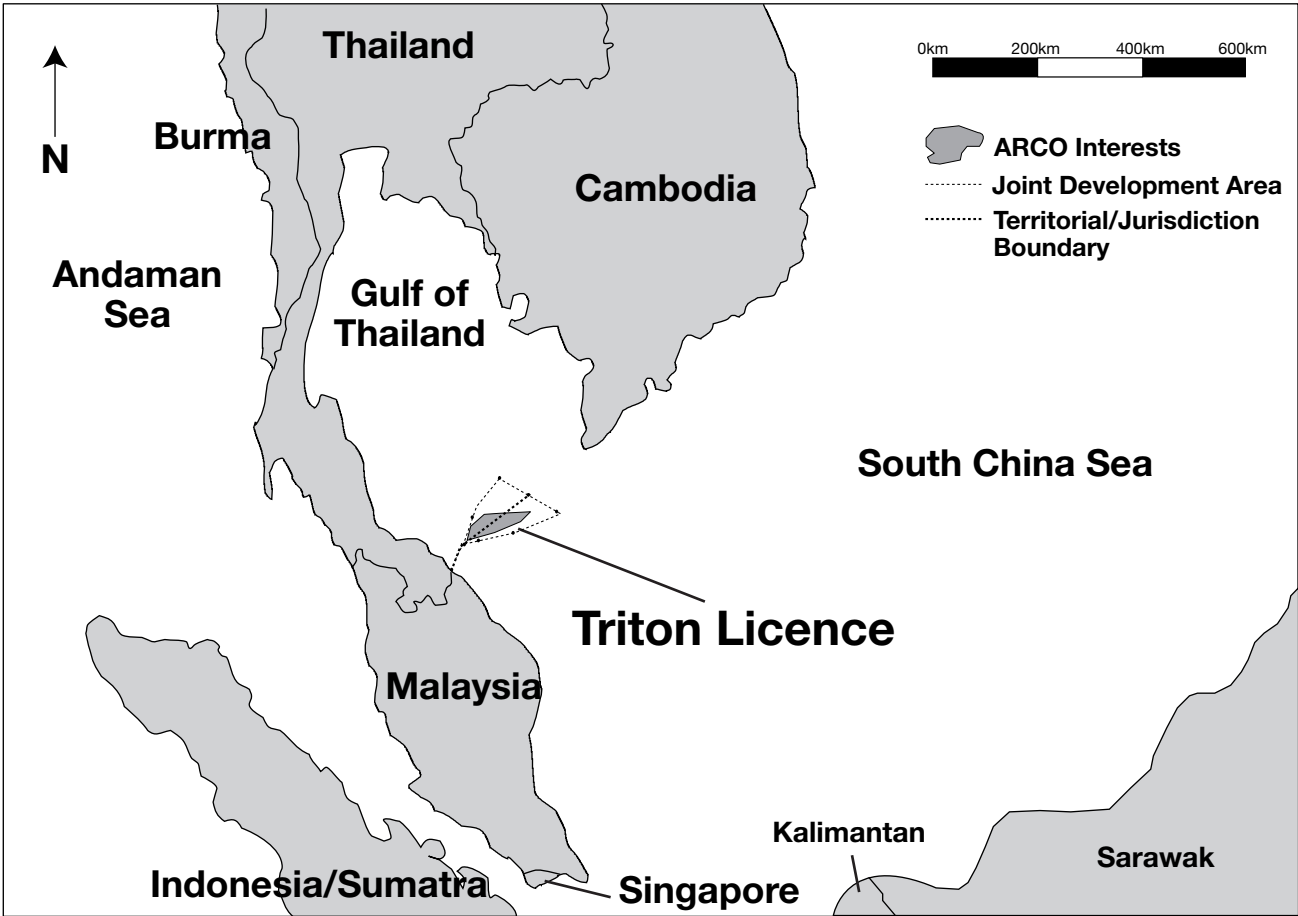 Thailand
0km 200km 400km 600km
N
Burma
ARCO Interests
Joint Development Area
Territorial/Jurisdiction
Boundary
Cambodia
Andaman
Sea
Gulf of
Thailand
South China Sea
Triton Licence
Malaysia
Kalimantan
Sarawak
Indonesia/Sumatra
Singapore